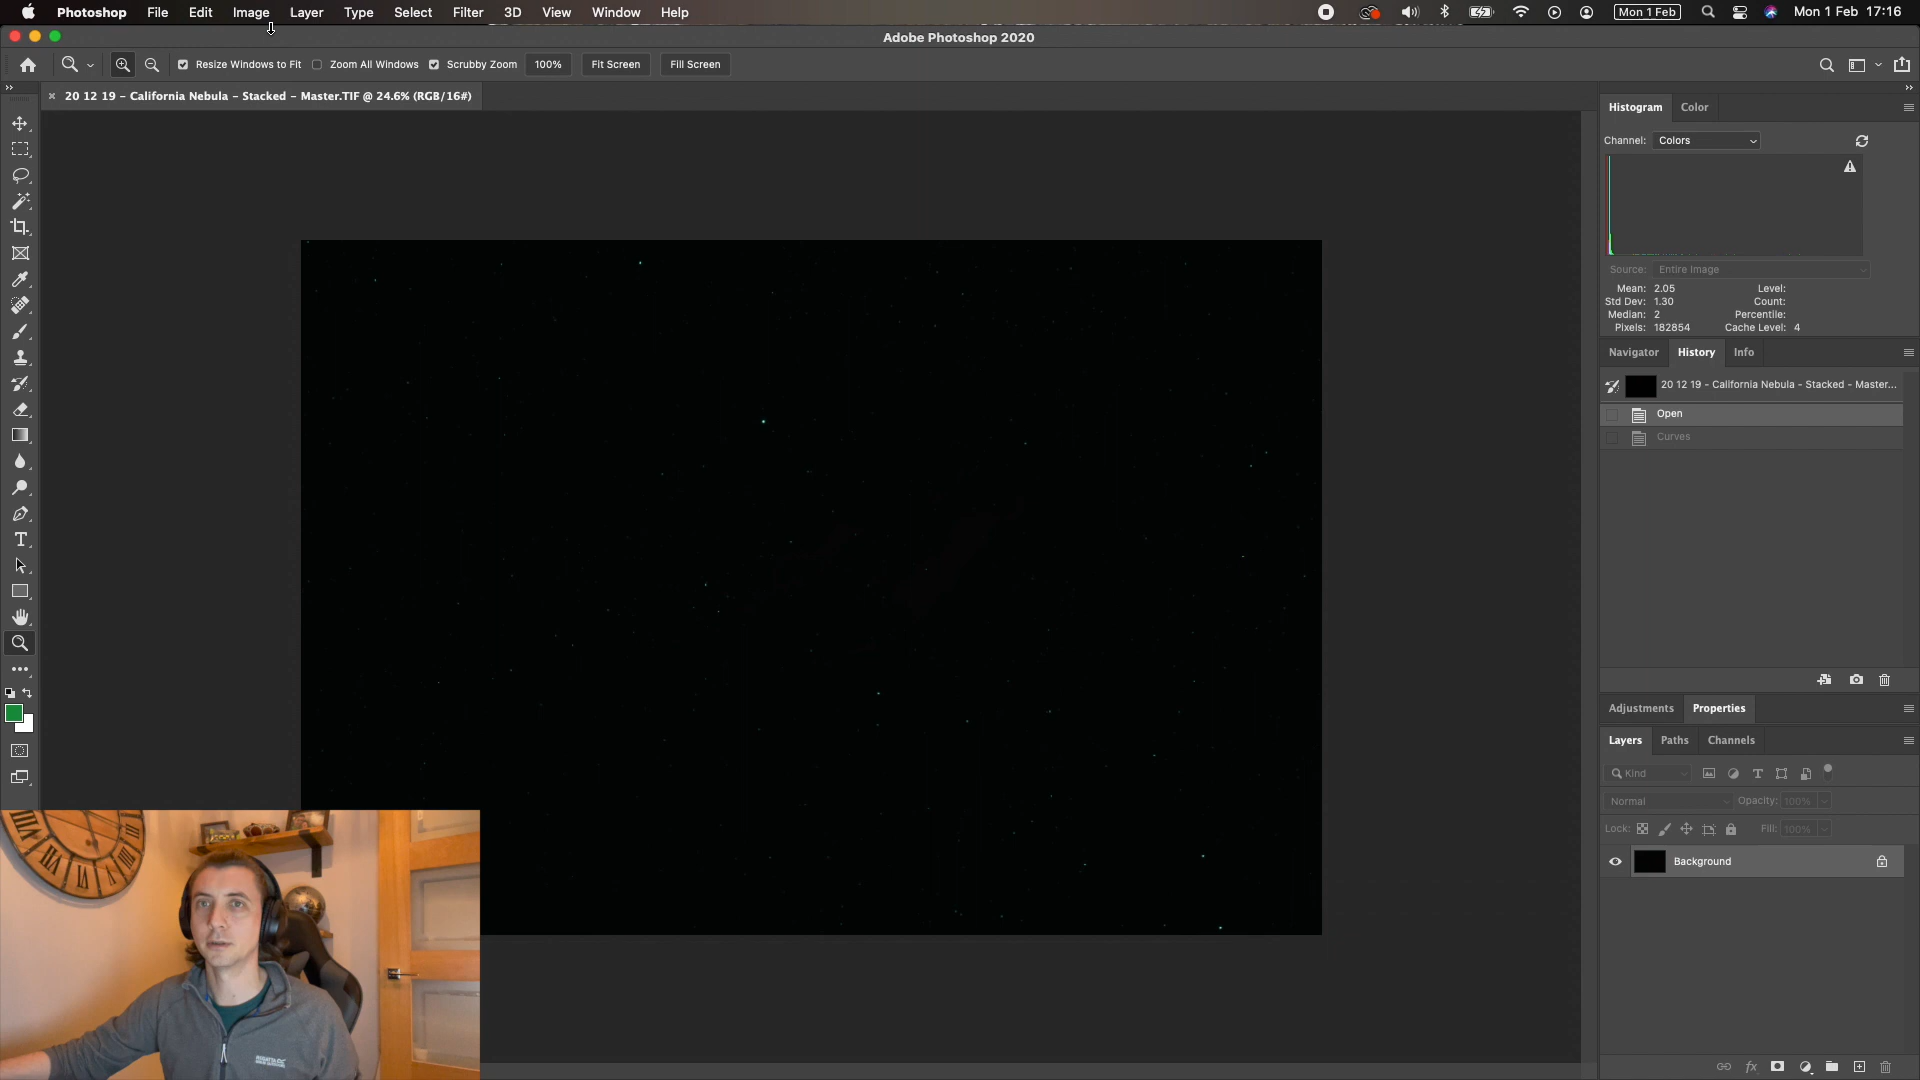 Photoshop File Edit Image Layer Type Select Filter 3D View Window Help Mon 1 Feb Mon 1 Feb 17:16
Adobe Photoshop 2020
Resize Windows to Fit Zoom All Windows Scrubby Zoom 100% Fit Screen Fill Screen
× 20 12 19 - California Nebula - Stacked - Master.TIF @ 24.6% (RGB/16#)
Histogram Color
Channel: Colors
Source: Entire Image
Mean: 2.05 Level:
Std Dev: 1.30 Count:
Median: 2 Percentile:
Pixels: 182854 Cache Level: 4
Navigator History Info
20 12 19 - California Nebula - Stacked - Master...
Open
Curves
Adjustments Properties
Layers Paths Channels
Kind
Normal Opacity: 100%
Lock: Fill: 100%
Background
REGATTA